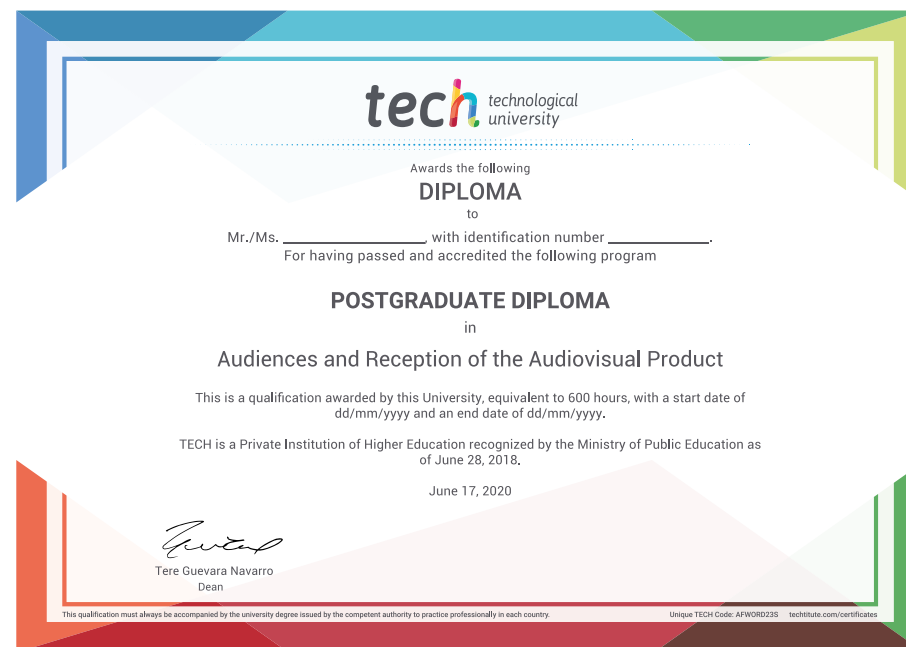 tech technological
university
Awards the following
DIPLOMA
to
Mr./Ms. ____________________, with identification number ______________.
For having passed and accredited the following program
POSTGRADUATE DIPLOMA
in
Audiences and Reception of the Audiovisual Product
This is a qualification awarded by this University, equivalent to 600 hours, with a start date of
dd/mm/yyyy and an end date of dd/mm/yyyy.
TECH is a Private Institution of Higher Education recognized by the Ministry of Public Education as
of June 28, 2018.
June 17, 2020
Tere Guevara Navarro
Dean
This qualification must always be accompanied by the university degree issued by the competent authority to practice professionally in each country.
Unique TECH Code: AFWORD23S techtitute.com/certificates